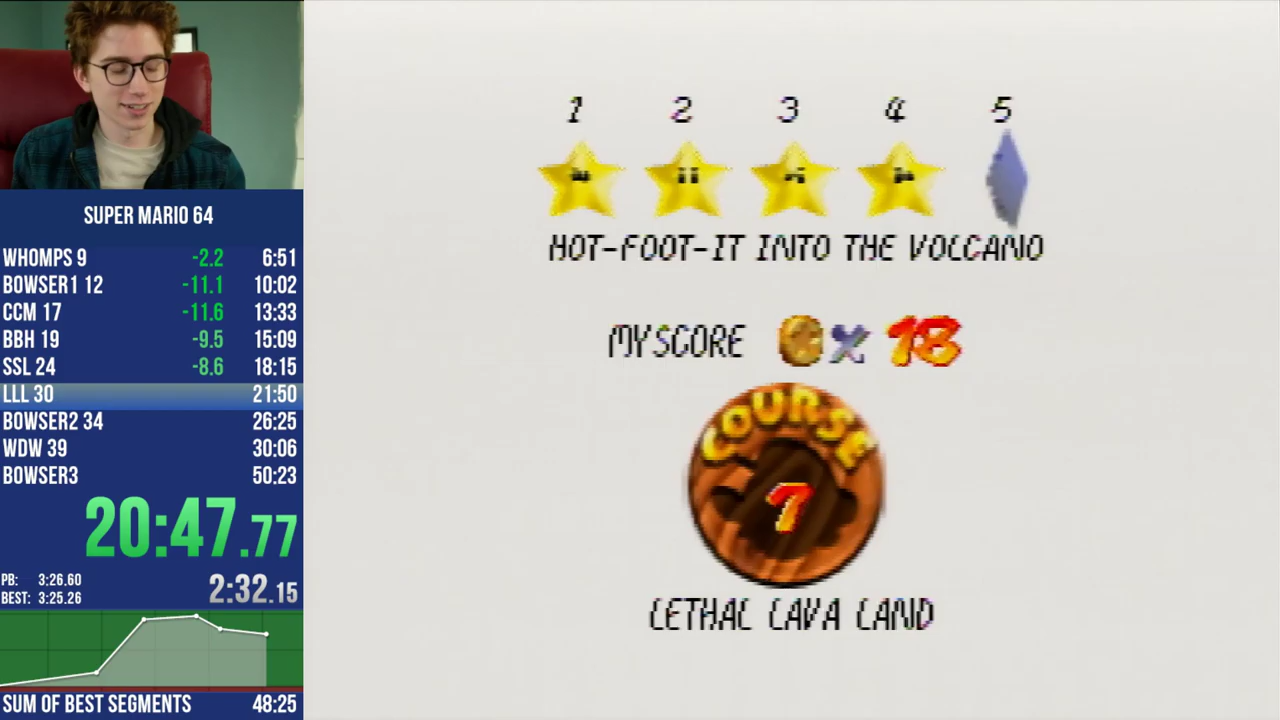 SUPER MARIO 64
WHOMPS 9 -2.2 6:51
BOWSER1 12 -11.1 10:02
CCM 17 -11.6 13:33
BBH 19 -9.5 15:09
SSL 24 -8.6 18:15
LLL 30 21:50
BOWSER2 34 26:25
WDW 39 30:06
BOWSER3 50:23
20:47.77
PB: 3:26.60
BEST: 3:25.26
2:32.15
SUM OF BEST SEGMENTS 48:25
1 2 3 4 5
HOT-FOOT-IT INTO THE VOLCANO
MY SCORE × 18
COURSE
7
LETHAL LAVA LAND